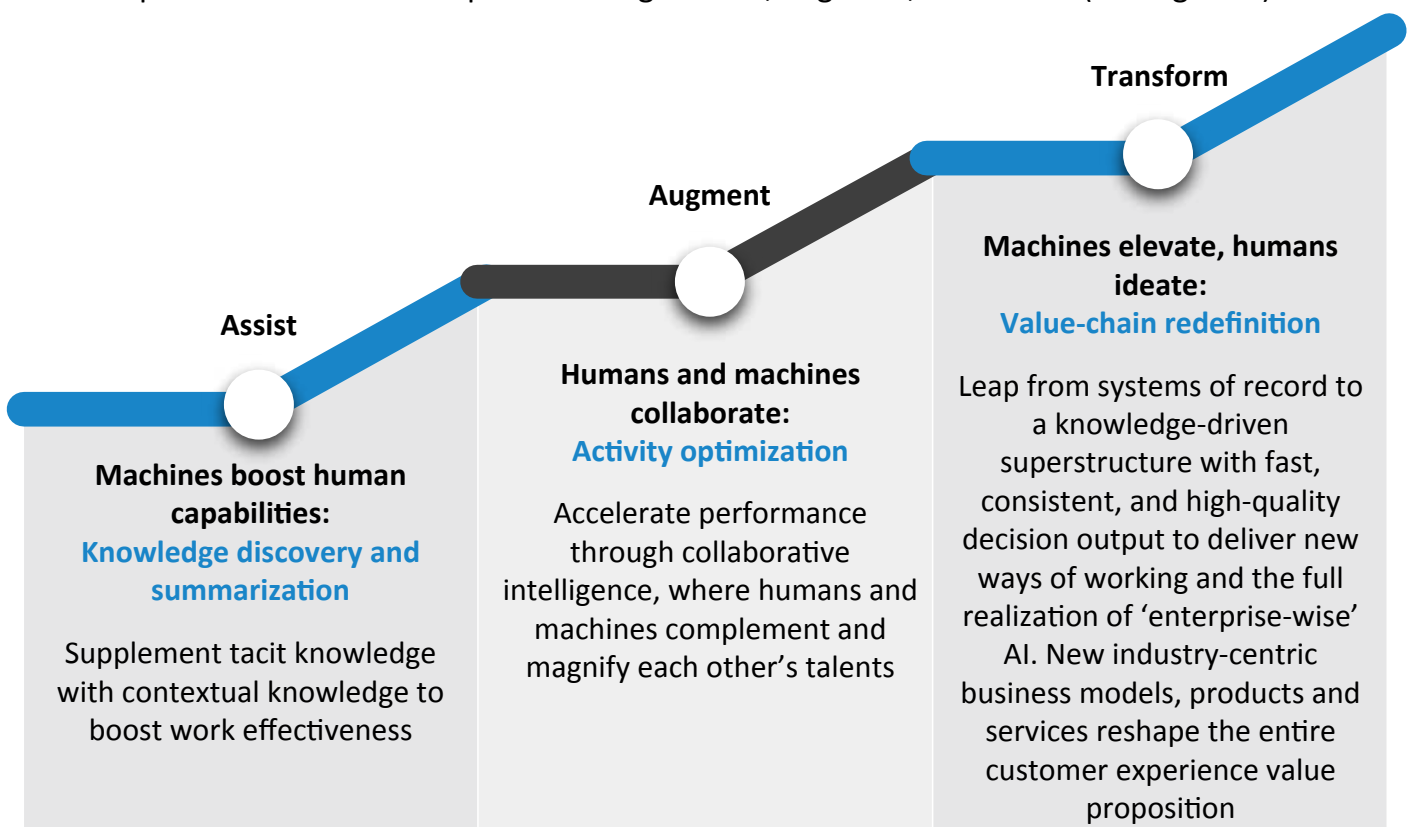 Transform
Augment
Assist
Machines boost human
capabilities:
Knowledge discovery and
summarization
Supplement tacit knowledge
with contextual knowledge to
boost work effectiveness
Humans and machines
collaborate:
Activity optimization
Accelerate performance
through collaborative
intelligence, where humans and
machines complement and
magnify each other’s talents
Machines elevate, humans
ideate:
Value-chain redefinition
Leap from systems of record to
a knowledge-driven
superstructure with fast,
consistent, and high-quality
decision output to deliver new
ways of working and the full
realization of ‘enterprise-wise’
AI. New industry-centric
business models, products and
services reshape the entire
customer experience value
proposition